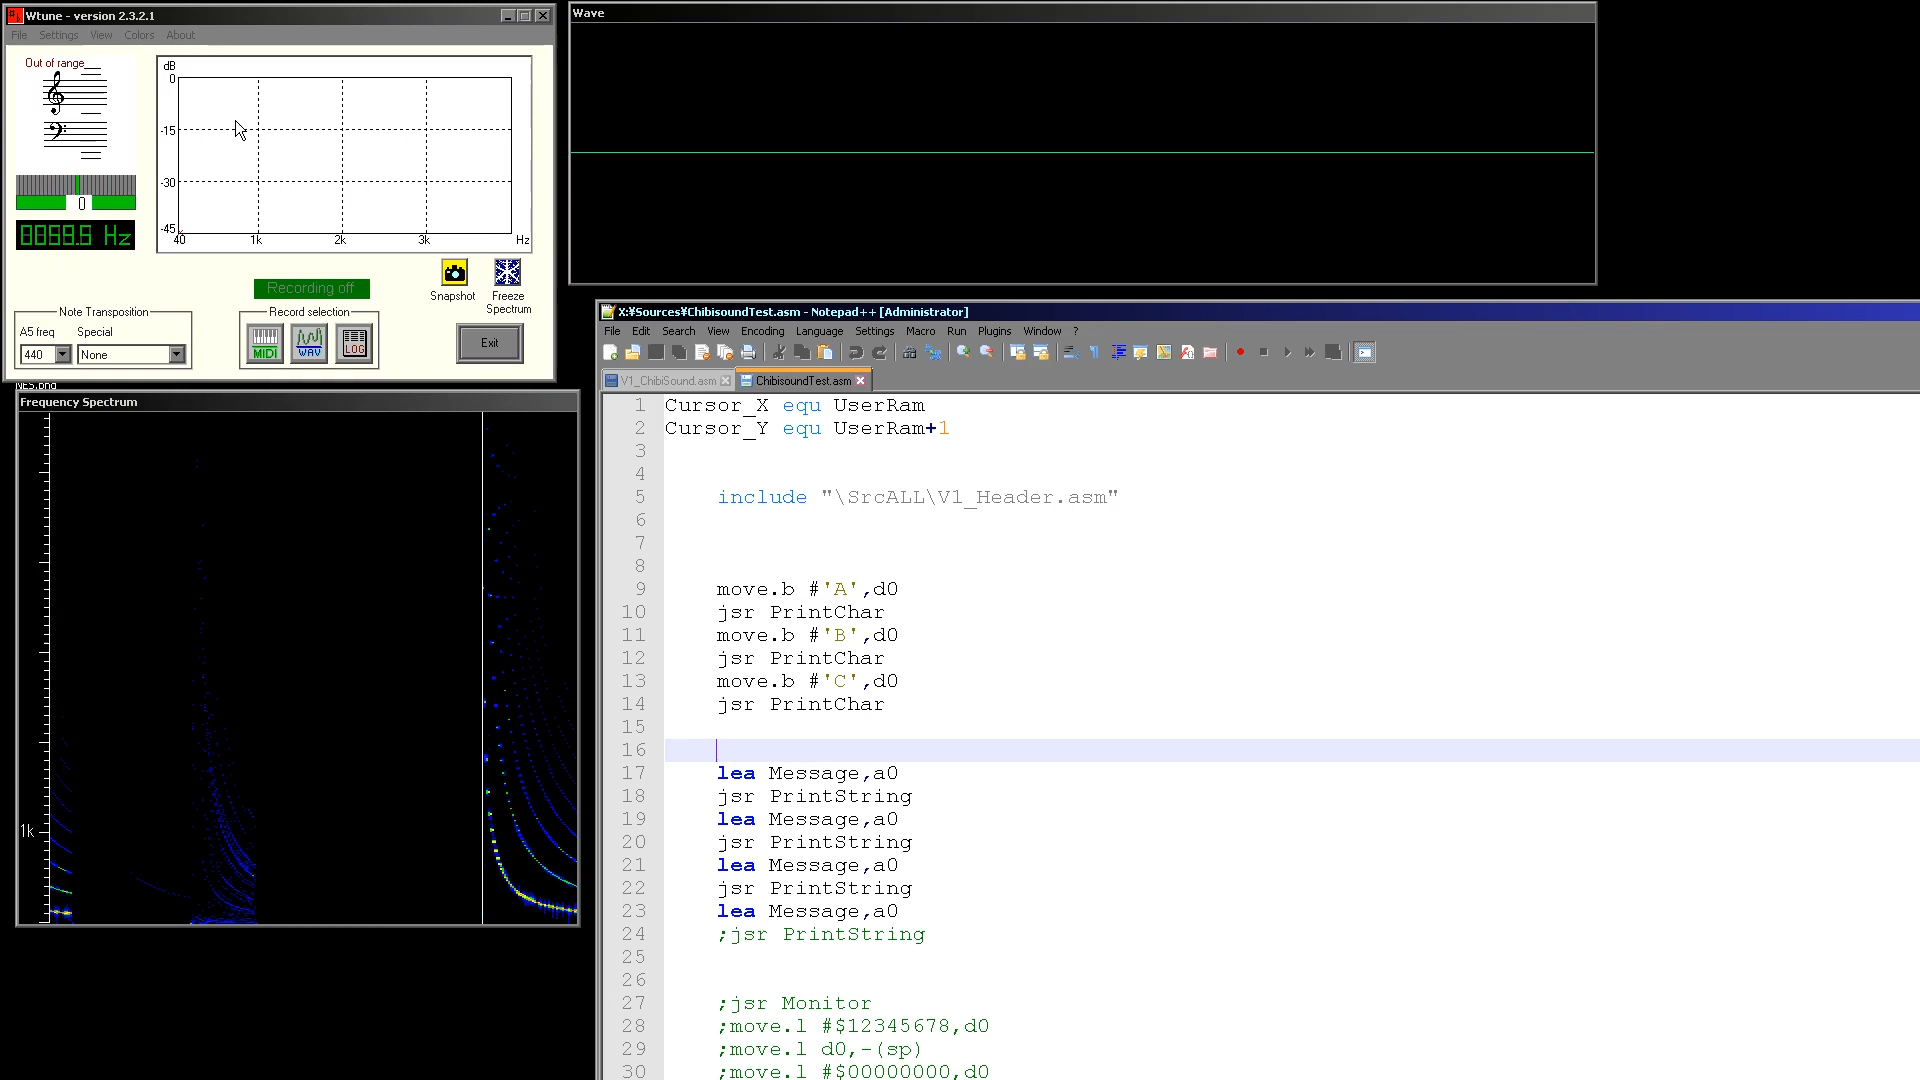 Wtune - version 2.3.2.1
File Settings View Colors About
Out of range
dB
0
-15
-30
-45
40 1k 2k 3k Hz
0
0058.5 Hz
Recording off
Snapshot
Freeze
Spectrum
Note Transposition
A5 freq Special
440 None
Record selection
MIDI WAV LOG
Exit
Frequency Spectrum
1k
Wave
X:¥Sources¥ChibisoundTest.asm - Notepad++ [Administrator]
File Edit Search View Encoding Language Settings Macro Run Plugins Window ?
V1_ChibiSound.asm ChibisoundTest.asm
1 Cursor_X equ UserRam
2 Cursor_Y equ UserRam+1
3
4
5 include "\SrcALL\V1_Header.asm"
6
7
8
9 move.b #'A',d0
10 jsr PrintChar
11 move.b #'B',d0
12 jsr PrintChar
13 move.b #'C',d0
14 jsr PrintChar
15
16
17 lea Message,a0
18 jsr PrintString
19 lea Message,a0
20 jsr PrintString
21 lea Message,a0
22 jsr PrintString
23 lea Message,a0
24 ;jsr PrintString
25
26
27 ;jsr Monitor
28 ;move.l #$12345678,d0
29 ;move.l d0,-(sp)
30 ;move.l #$00000000,d0